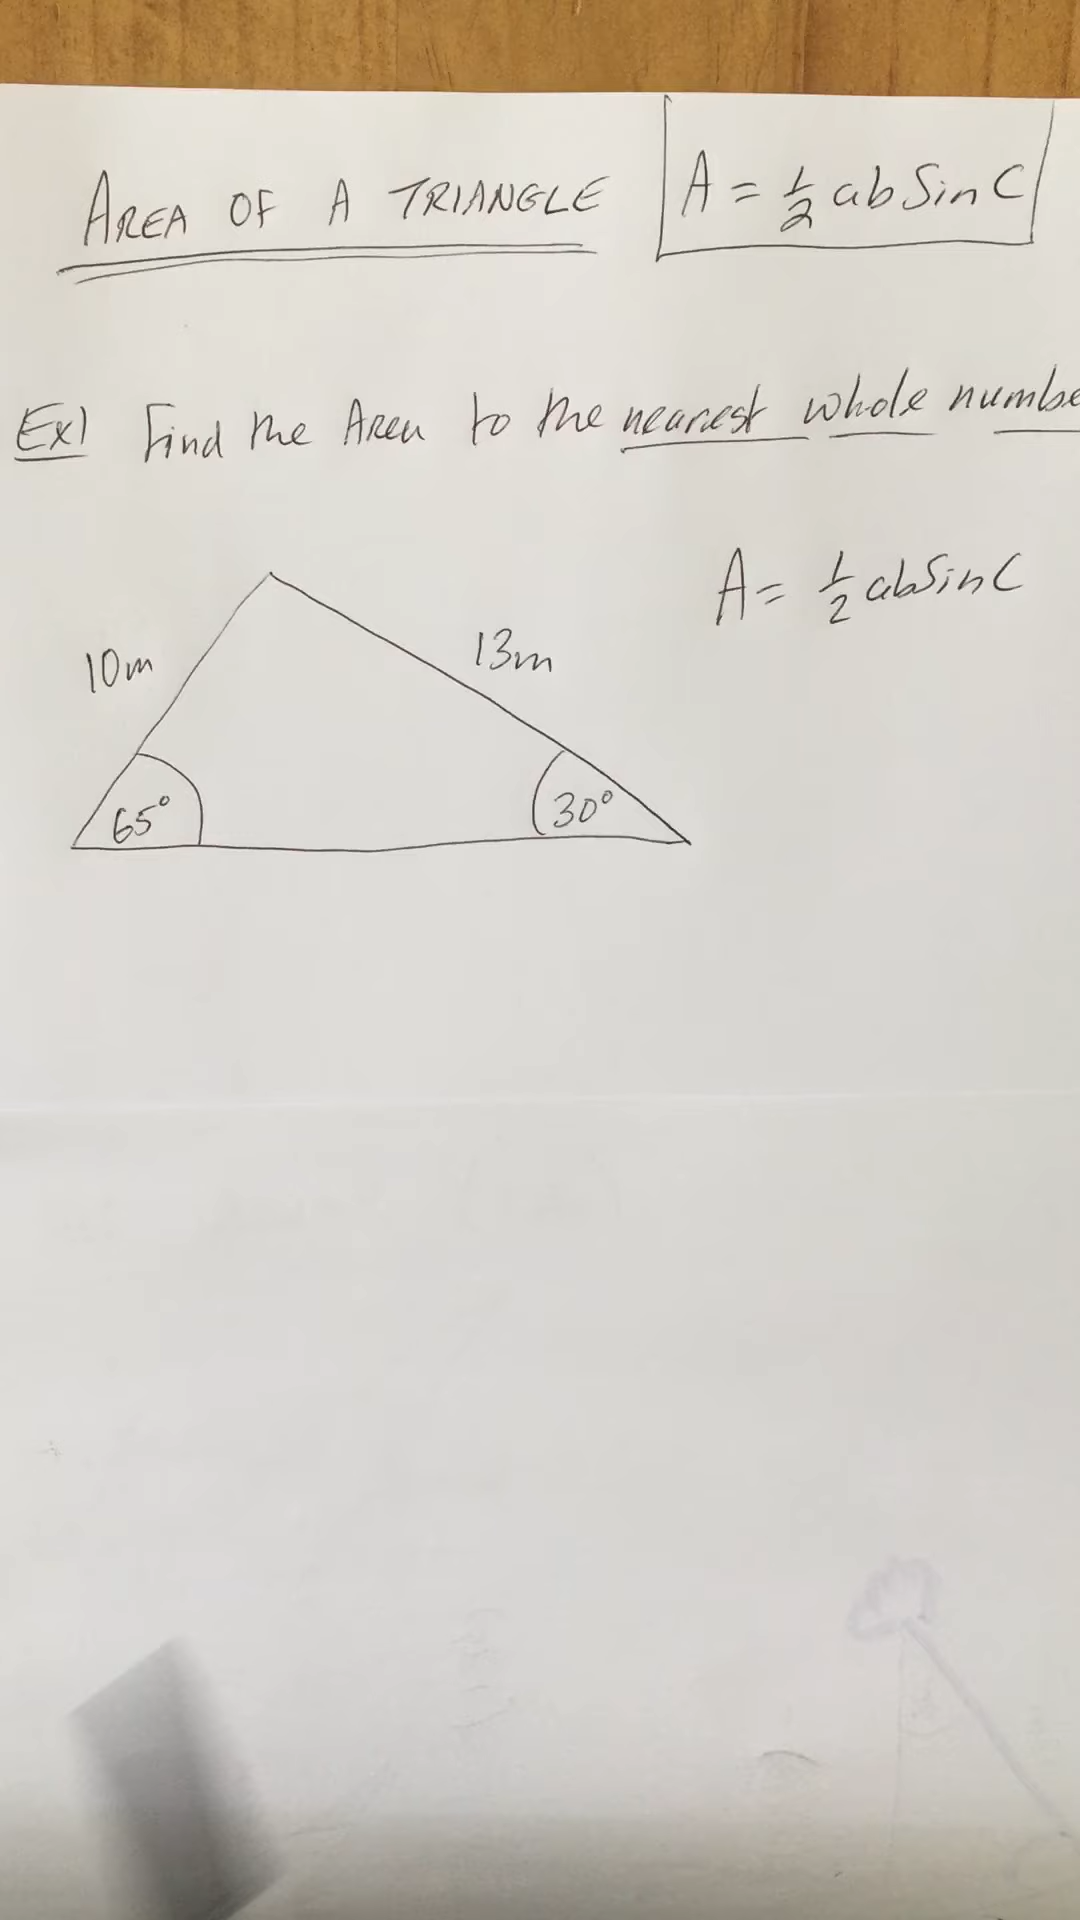 AREA OF A TRIANGLE
A = 1/2 ab Sin C
Ex1 Find the Area to the nearest whole numbe
A = 1/2 abSinC
10m
13m
65°
30°